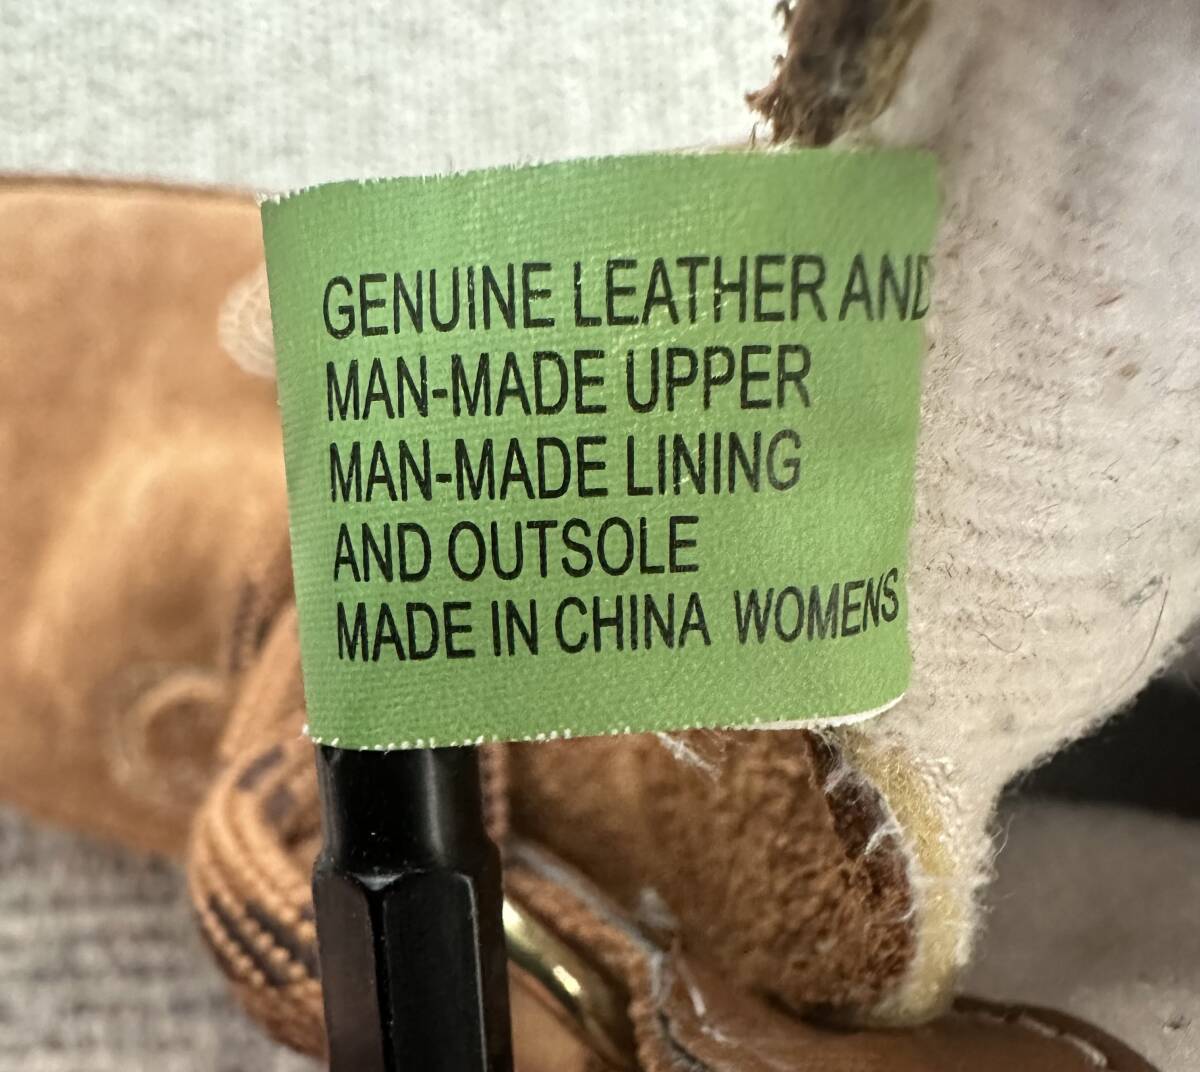 GENUINE LEATHER AND
MAN-MADE UPPER
MAN-MADE LINING
AND OUTSOLE
MADE IN CHINA WOMENS